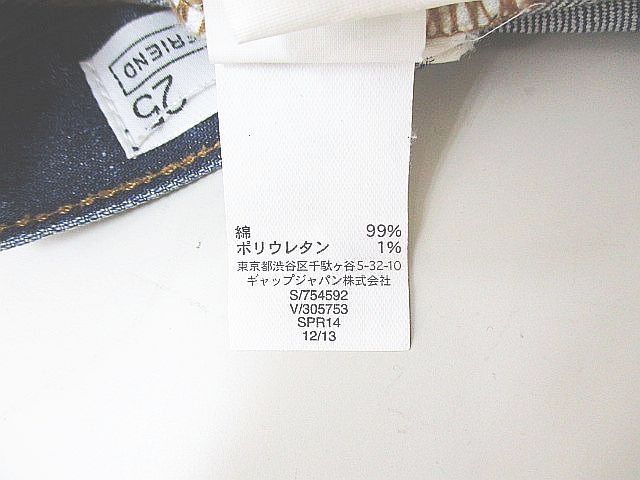 FRIEND
25
綿 99%
ポリウレタン 1%
東京都渋谷区千駄ヶ谷5-32-10
ギャップジャパン株式会社
S/754592
V/305753
SPR14
12/13